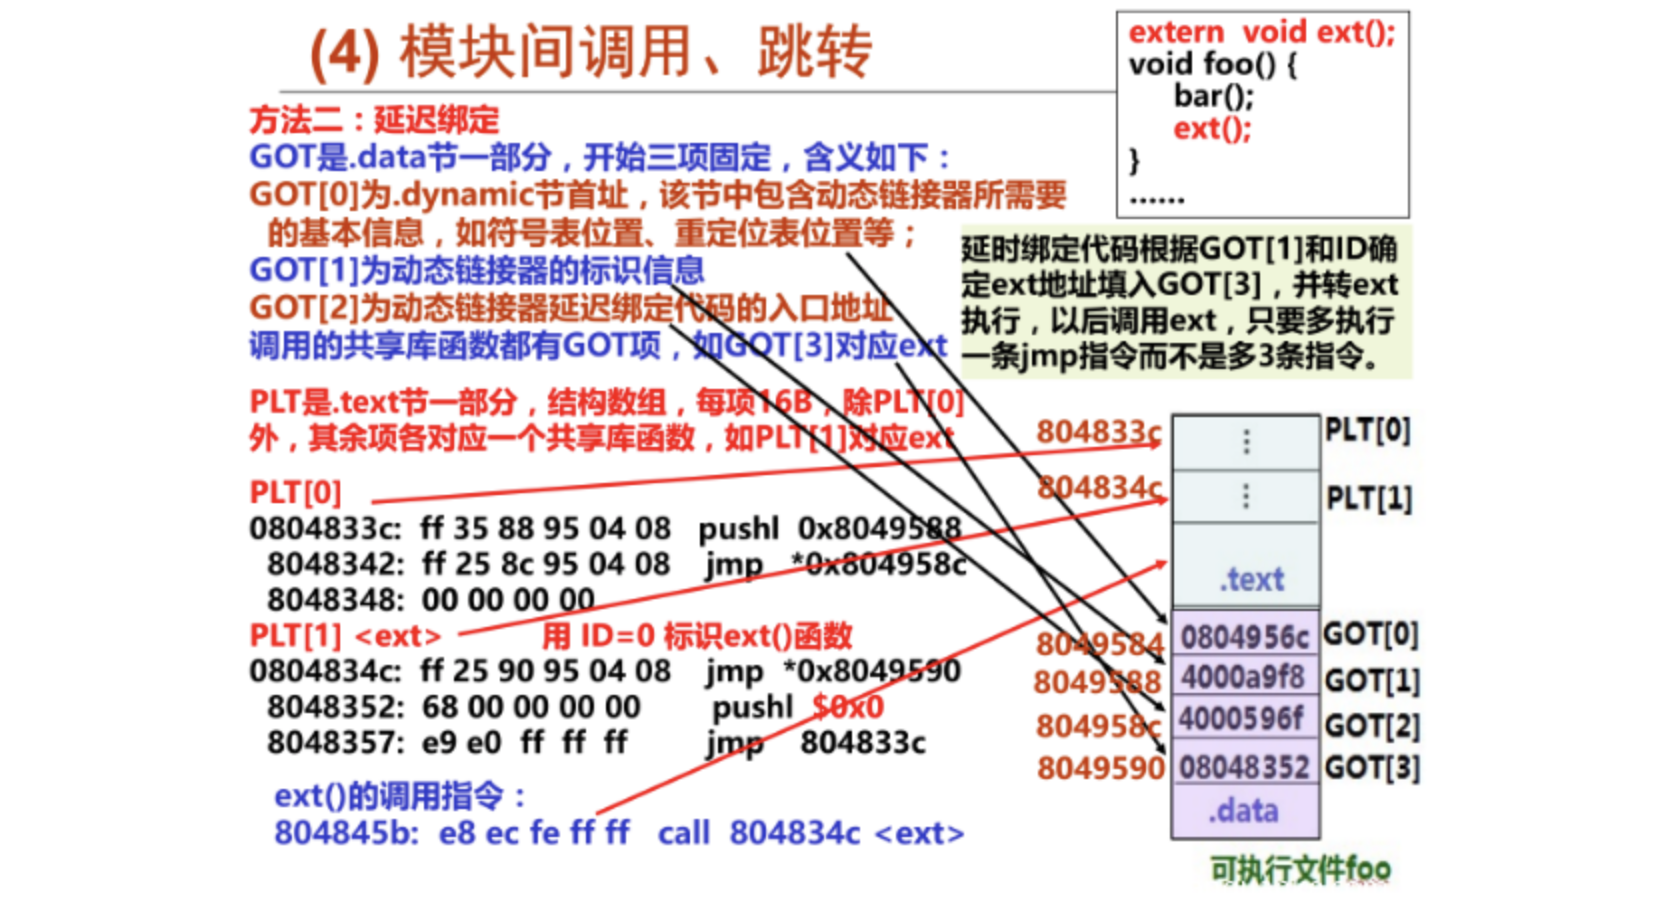 (4) 模块间调用、跳转
extern void ext();
void foo() {
bar();
ext();
}
......
方法二：延迟绑定
GOT是.data节一部分，开始三项固定，含义如下：
GOT[0]为.dynamic节首址，该节中包含动态链接器所需要
的基本信息，如符号表位置、重定位表位置等；
GOT[1]为动态链接器的标识信息
GOT[2]为动态链接器延迟绑定代码的入口地址
调用的共享库函数都有GOT项，如GOT[3]对应ext
延时绑定代码根据GOT[1]和ID确
定ext地址填入GOT[3]，并转ext
执行，以后调用ext，只要多执行
一条jmp指令而不是多3条指令。
PLT是.text节一部分，结构数组，每项16B，除PLT[0]
外，其余项各对应一个共享库函数，如PLT[1]对应ext
PLT[0]
0804833c: ff 35 88 95 04 08 pushl 0x8049588
8048342: ff 25 8c 95 04 08 jmp *0x804958c
8048348: 00 00 00 00
PLT[1] <ext> 用 ID=0 标识ext()函数
0804834c: ff 25 90 95 04 08 jmp *0x8049590
8048352: 68 00 00 00 00 pushl $0x0
8048357: e9 e0 ff ff ff jmp 804833c
ext()的调用指令：
804845b: e8 ec fe ff ff call 804834c <ext>
804833c ⋮ PLT[0]
804834c ⋮ PLT[1]
.text
8049584 0804956c GOT[0]
8049588 4000a9f8 GOT[1]
804958c 4000596f GOT[2]
8049590 08048352 GOT[3]
.data
可执行文件foo